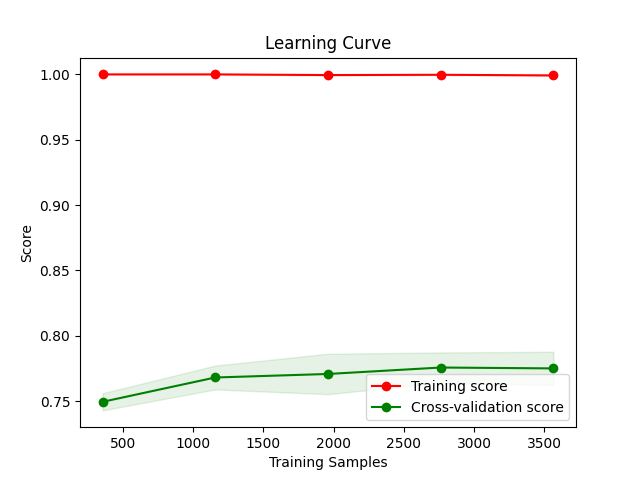 Learning Curve
1.00
0.95
0.90
0.85
0.80
0.75
Score
500
1000
1500
2000
2500
3000
3500
Training Samples
Training score
Cross-validation score